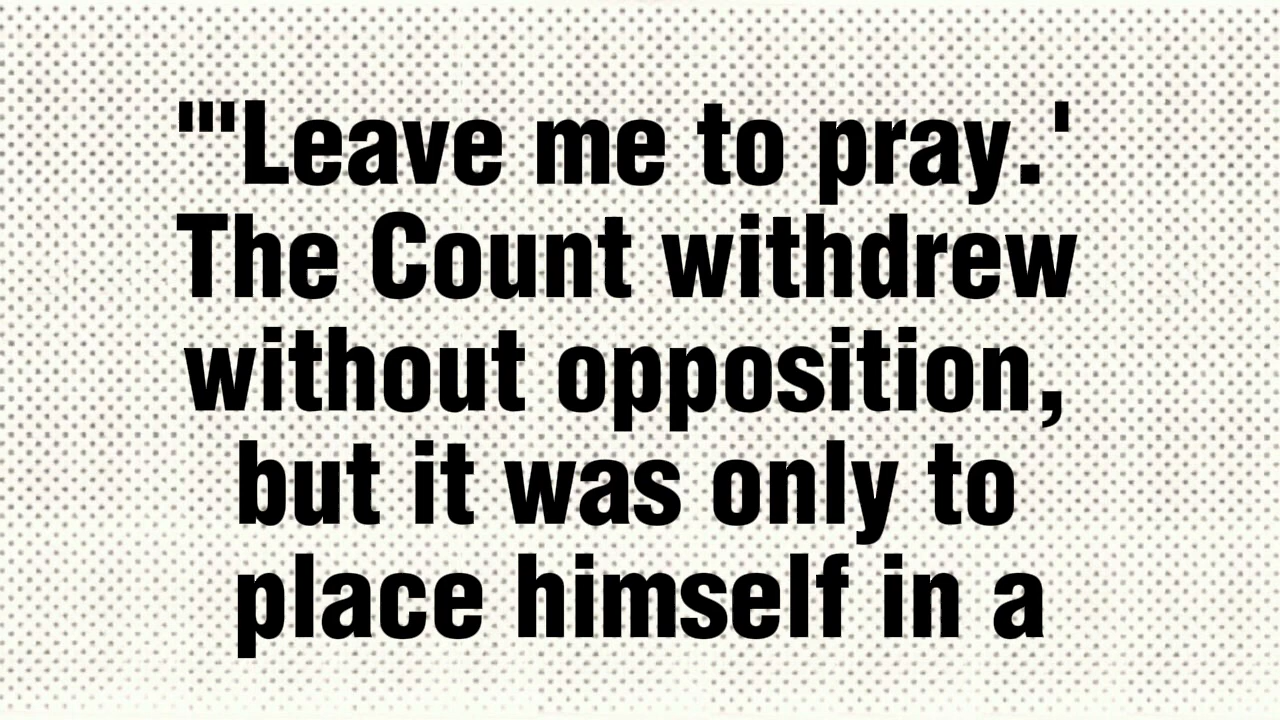 "'Leave me to pray.'
The Count withdrew
without opposition,
but it was only to
place himself in a